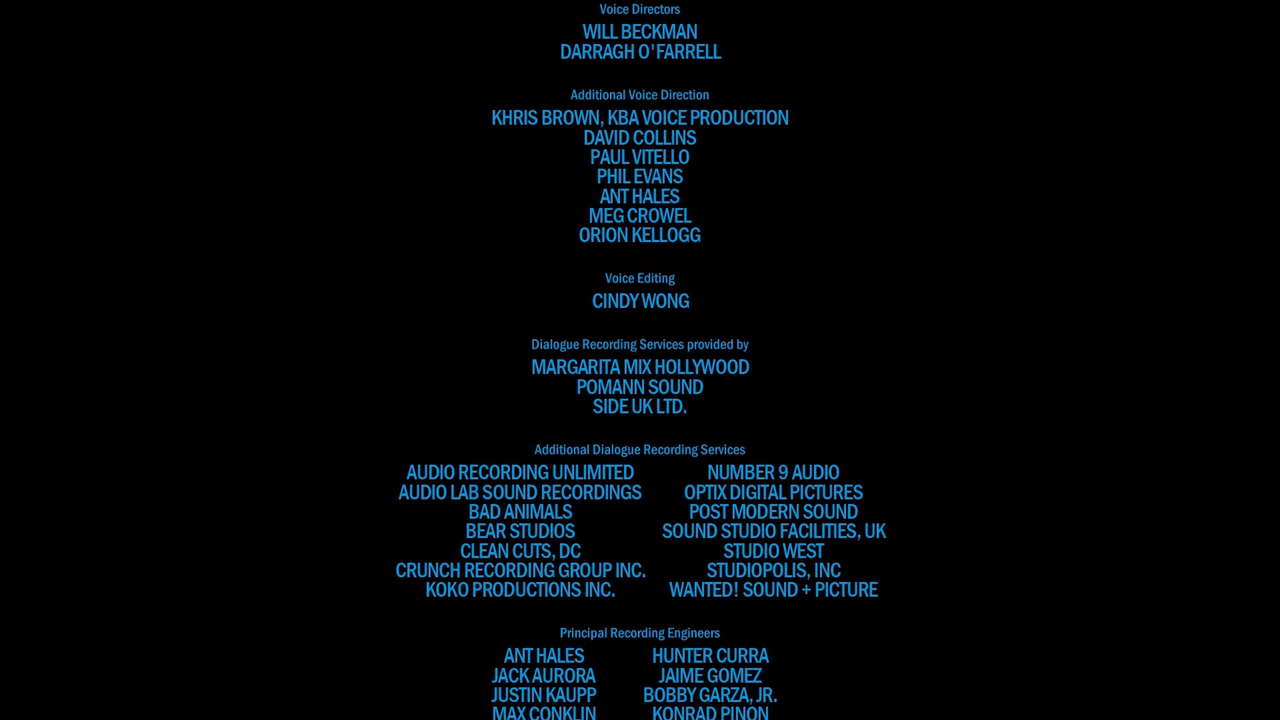 Voice Directors
WILL BECKMAN
DARRAGH O'FARRELL
Additional Voice Direction
KHRIS BROWN, KBA VOICE PRODUCTION
DAVID COLLINS
PAUL VITELLO
PHIL EVANS
ANT HALES
MEG CROWEL
ORION KELLOGG
Voice Editing
CINDY WONG
Dialogue Recording Services provided by
MARGARITA MIX HOLLYWOOD
POMANN SOUND
SIDE UK LTD.
Additional Dialogue Recording Services
AUDIO RECORDING UNLIMITED NUMBER 9 AUDIO
AUDIO LAB SOUND RECORDINGS OPTIX DIGITAL PICTURES
BAD ANIMALS POST MODERN SOUND
BEAR STUDIOS SOUND STUDIO FACILITIES, UK
CLEAN CUTS, DC STUDIO WEST
CRUNCH RECORDING GROUP INC. STUDIOPOLIS, INC
KOKO PRODUCTIONS INC. WANTED! SOUND + PICTURE
Principal Recording Engineers
ANT HALES HUNTER CURRA
JACK AURORA JAIME GOMEZ
JUSTIN KAUPP BOBBY GARZA, JR.
MAX CONKLIN KONRAD PINON